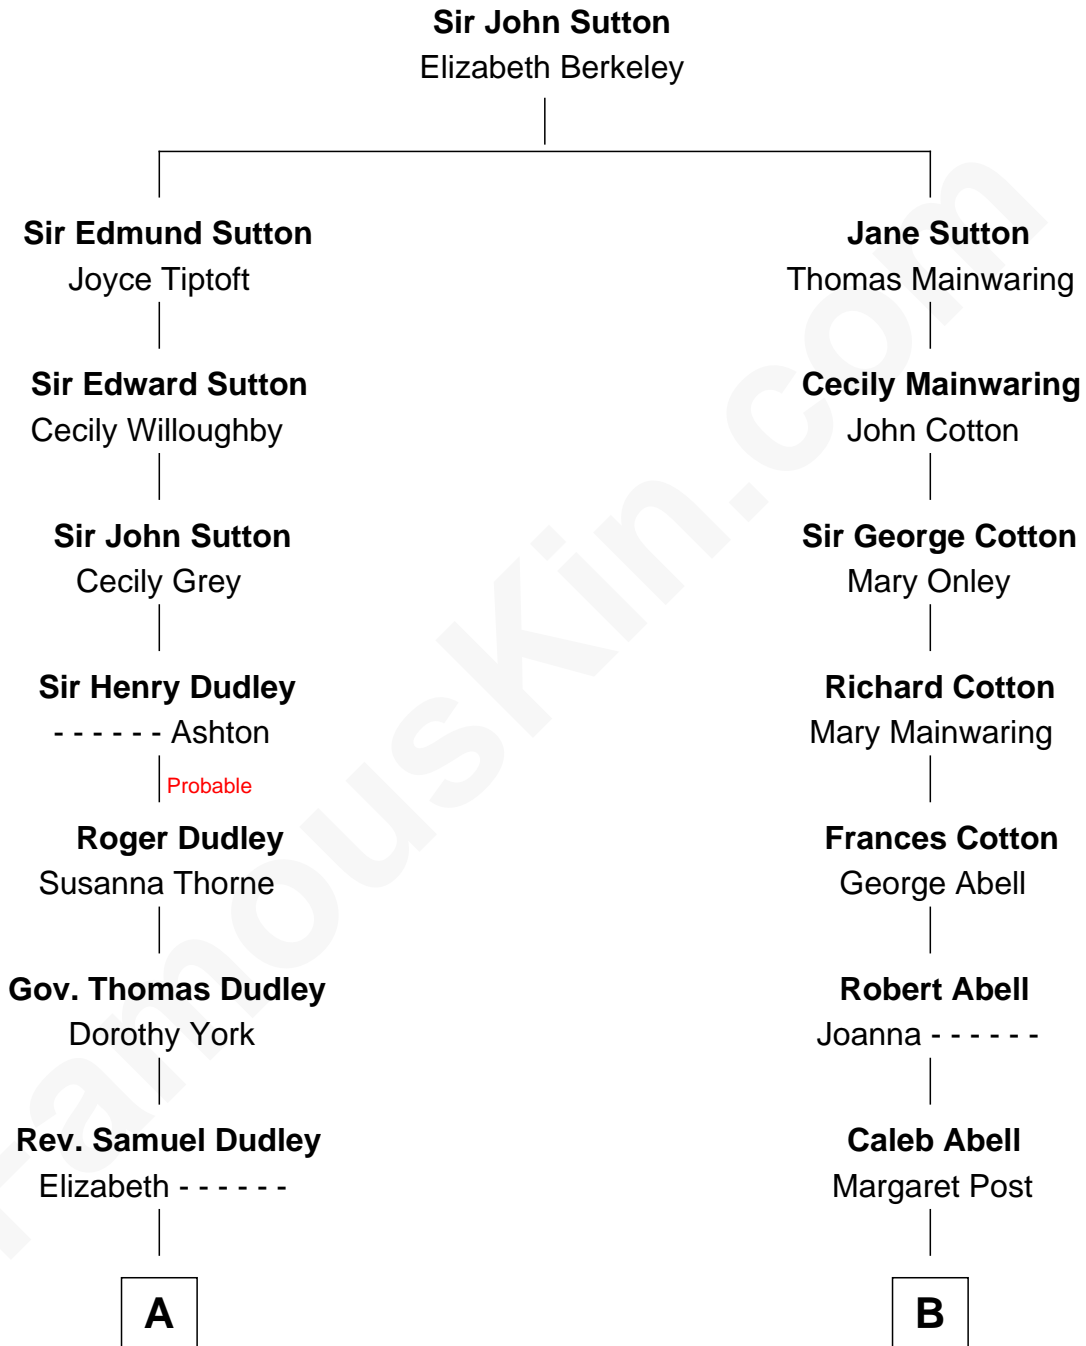 Sir John Sutton
Elizabeth Berkeley
Sir Edmund Sutton
Joyce Tiptoft
Jane Sutton
Thomas Mainwaring
Sir Edward Sutton
Cecily Willoughby
Cecily Mainwaring
John Cotton
Sir John Sutton
Cecily Grey
Sir George Cotton
Mary Onley
Sir Henry Dudley
- - - - - - Ashton
Richard Cotton
Mary Mainwaring
Probable
Roger Dudley
Susanna Thorne
Frances Cotton
George Abell
Gov. Thomas Dudley
Dorothy York
Robert Abell
Joanna - - - - - -
Rev. Samuel Dudley
Elizabeth - - - - - -
Caleb Abell
Margaret Post
A
B
FamousKin.com